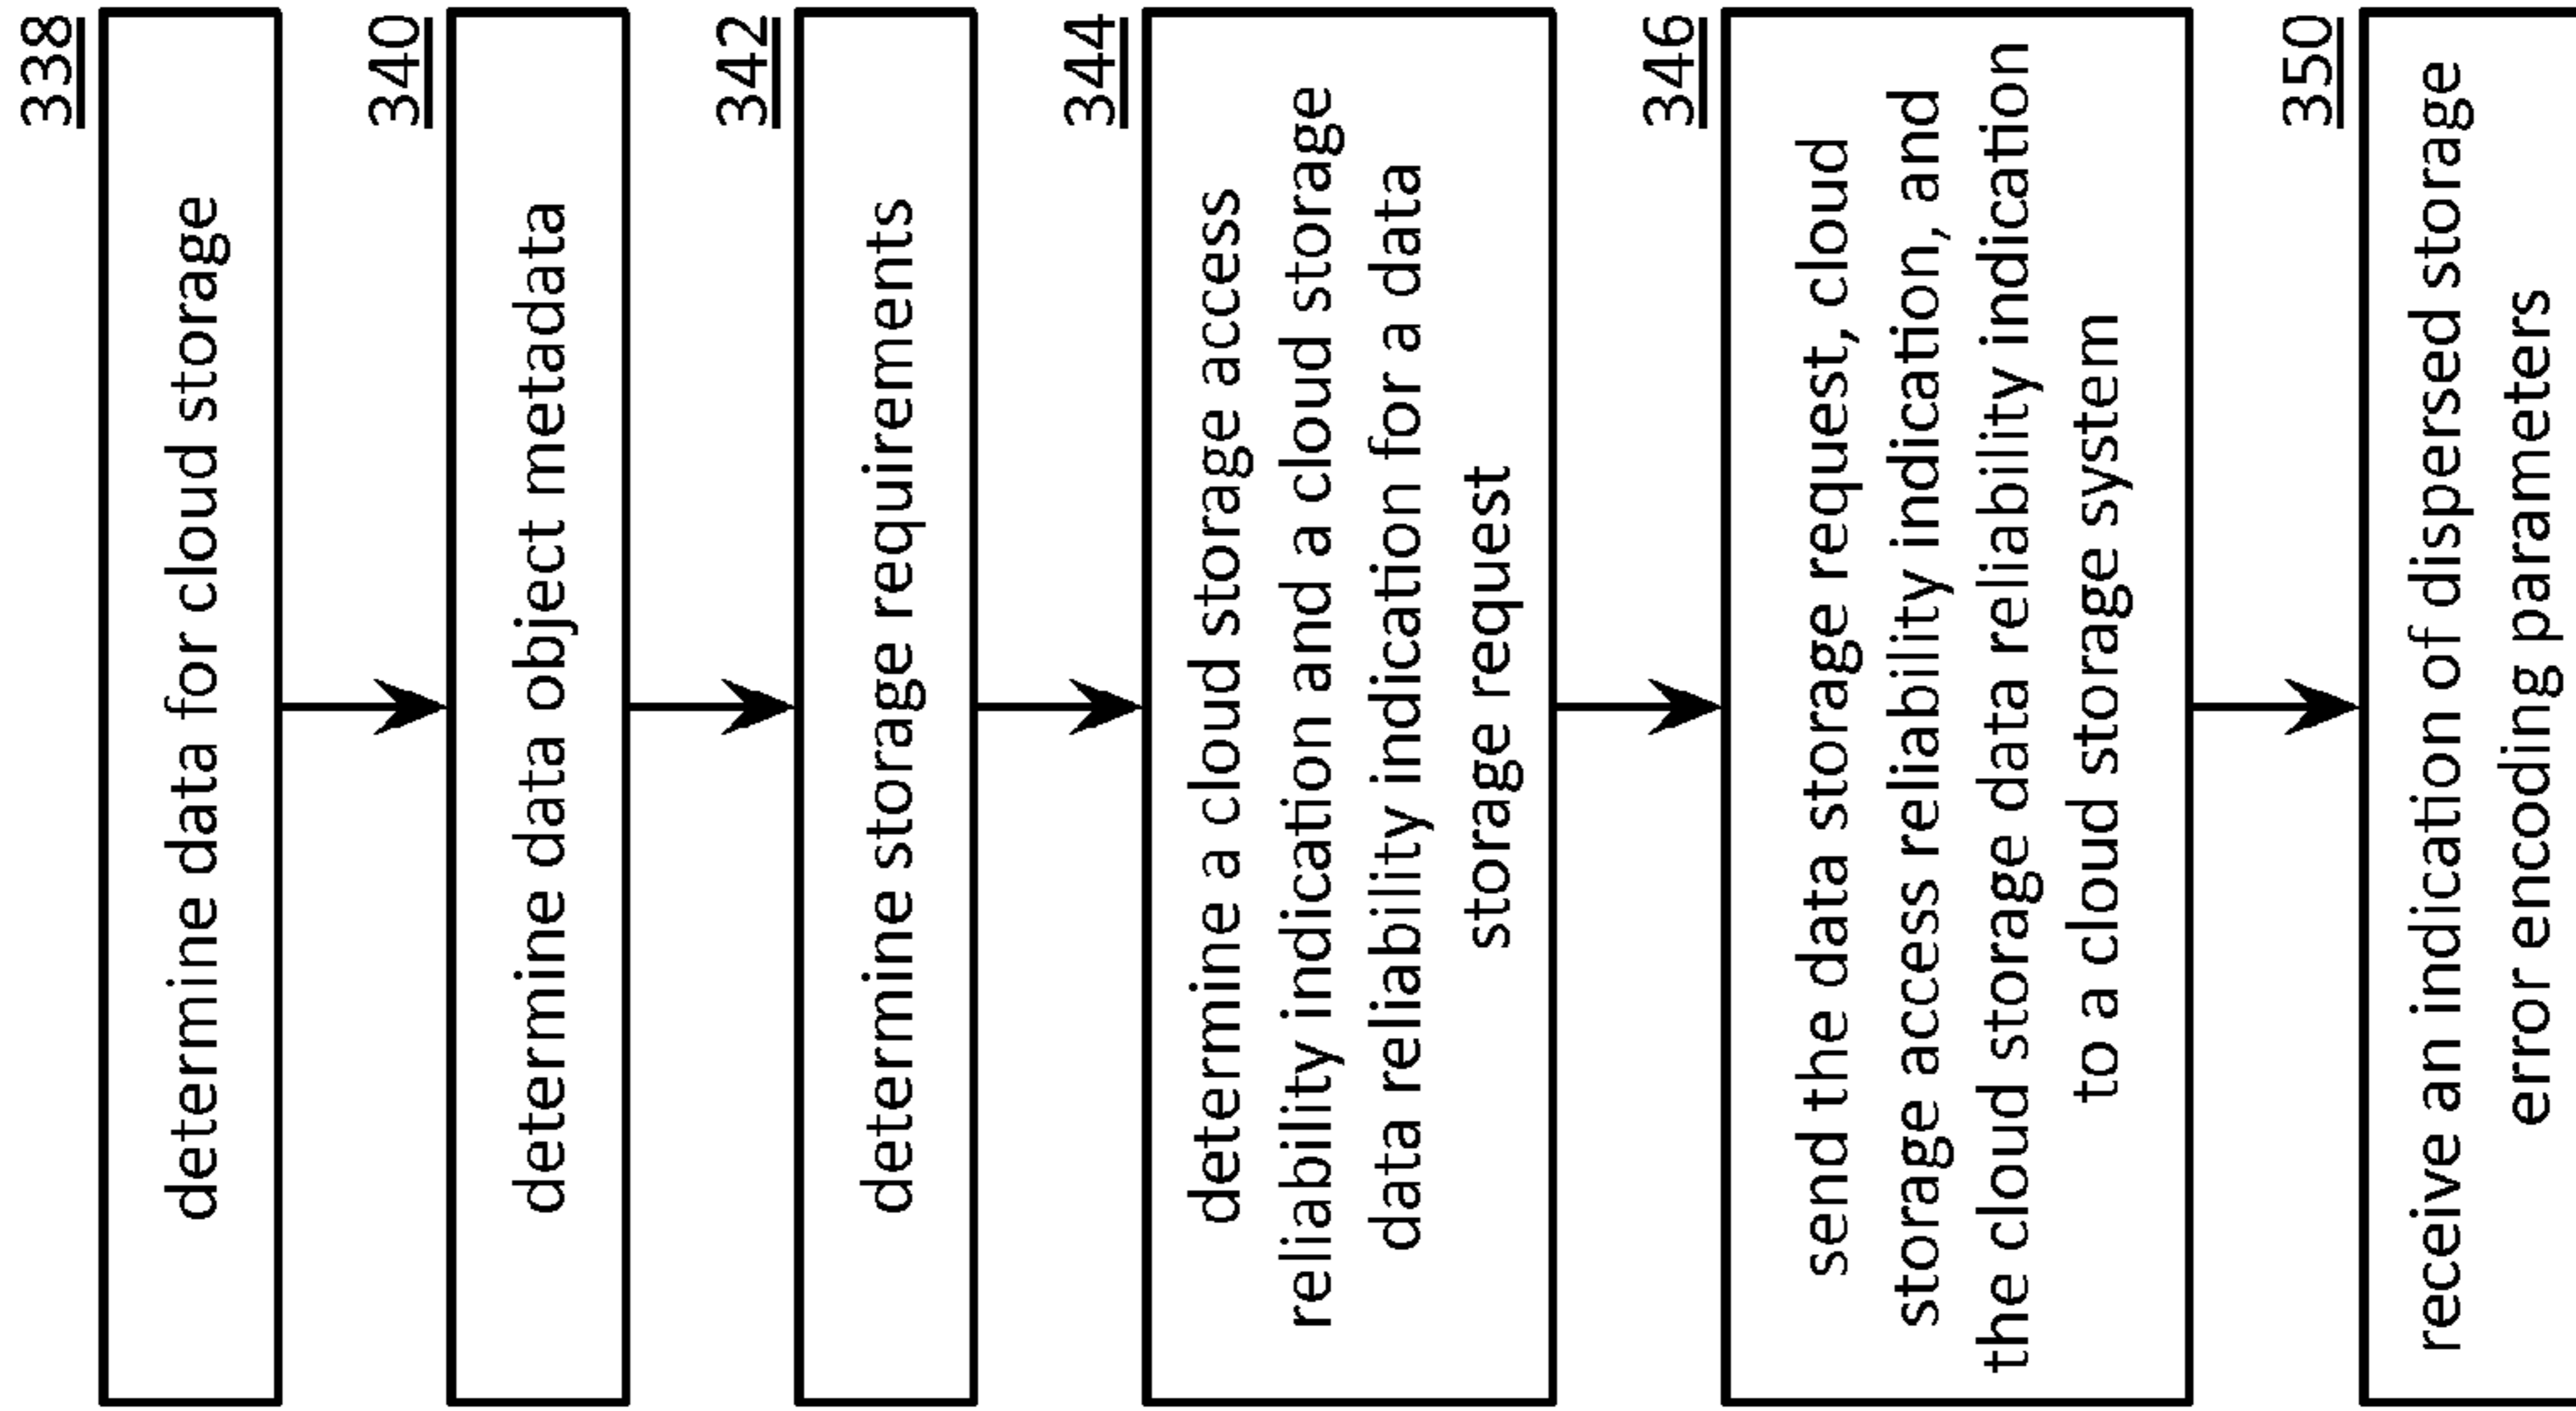 338
determine data for cloud storage
340
determine data object metadata
342
determine storage requirements
344
determine a cloud storage access
reliability indication and a cloud storage
data reliability indication for a data
storage request
346
send the data storage request, cloud
storage access reliability indication, and
the cloud storage data reliability indication
to a cloud storage system
350
receive an indication of dispersed storage
error encoding parameters